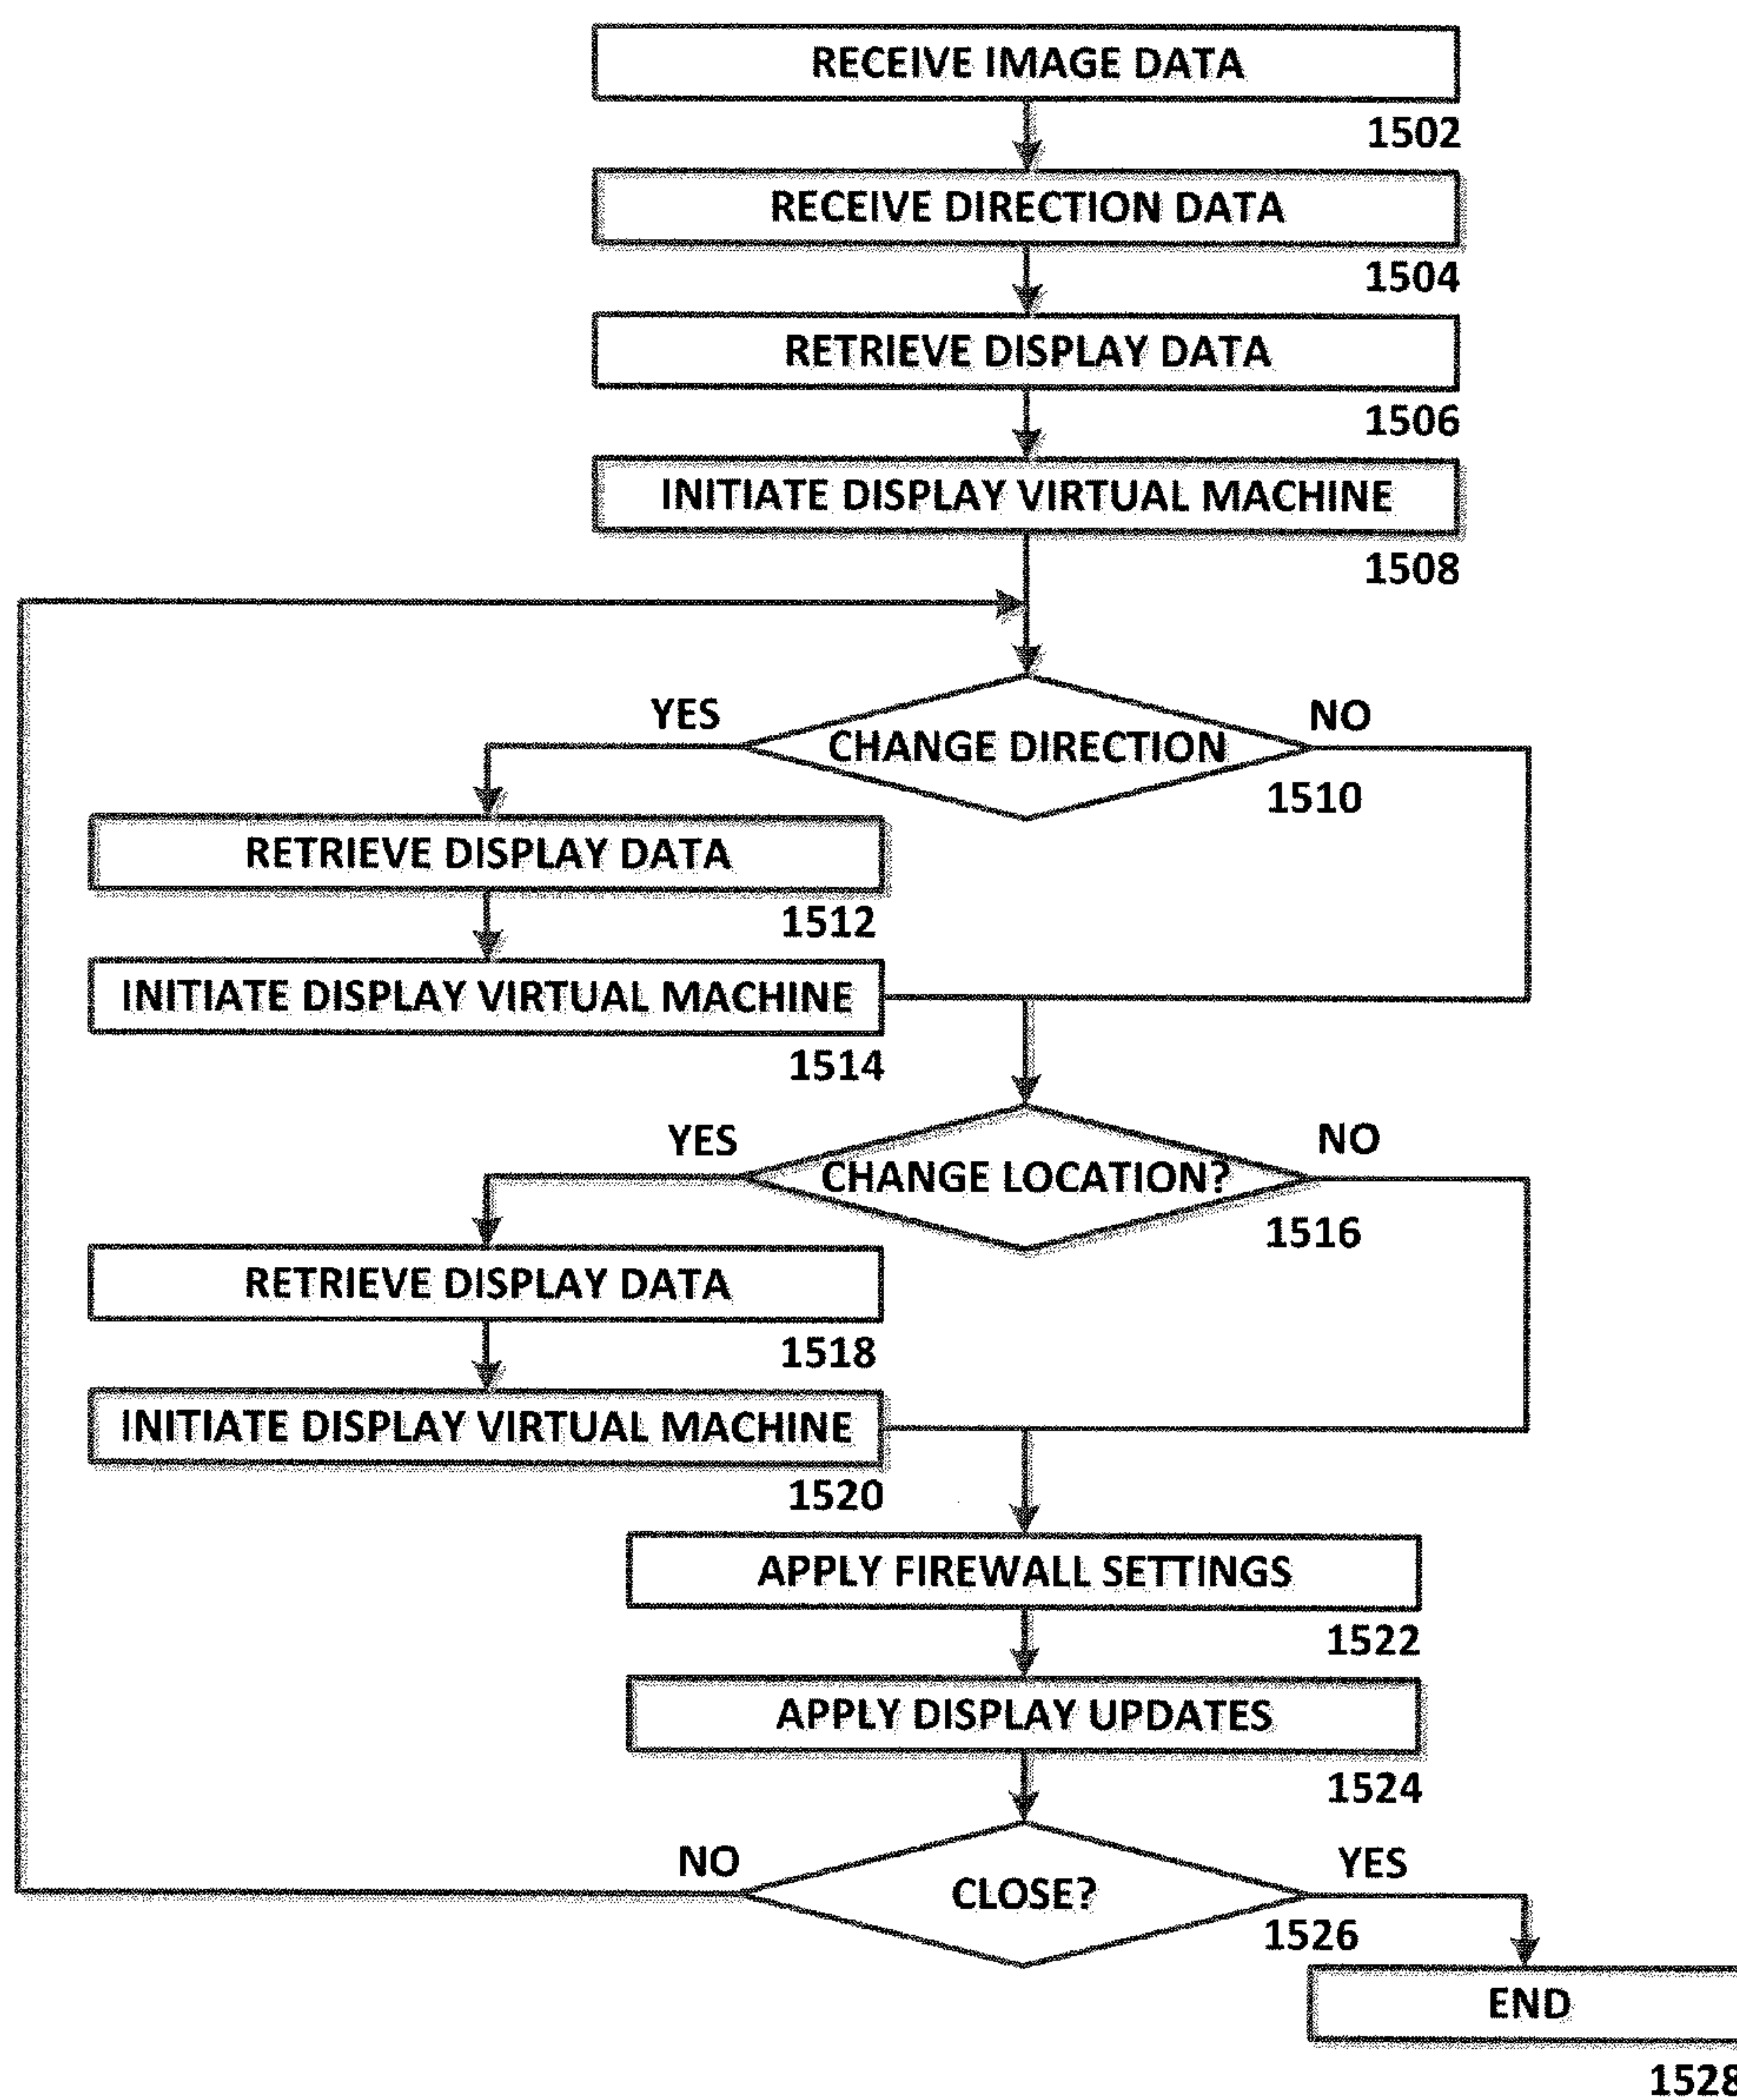 RECEIVE IMAGE DATA
1502
RECEIVE DIRECTION DATA
1504
RETRIEVE DISPLAY DATA
1506
INITIATE DISPLAY VIRTUAL MACHINE
1508
YES
NO
CHANGE DIRECTION
1510
RETRIEVE DISPLAY DATA
1512
INITIATE DISPLAY VIRTUAL MACHINE
1514
YES
NO
CHANGE LOCATION?
1516
RETRIEVE DISPLAY DATA
1518
INITIATE DISPLAY VIRTUAL MACHINE
1520
APPLY FIREWALL SETTINGS
1522
APPLY DISPLAY UPDATES
1524
NO
YES
CLOSE?
1526
END
1528